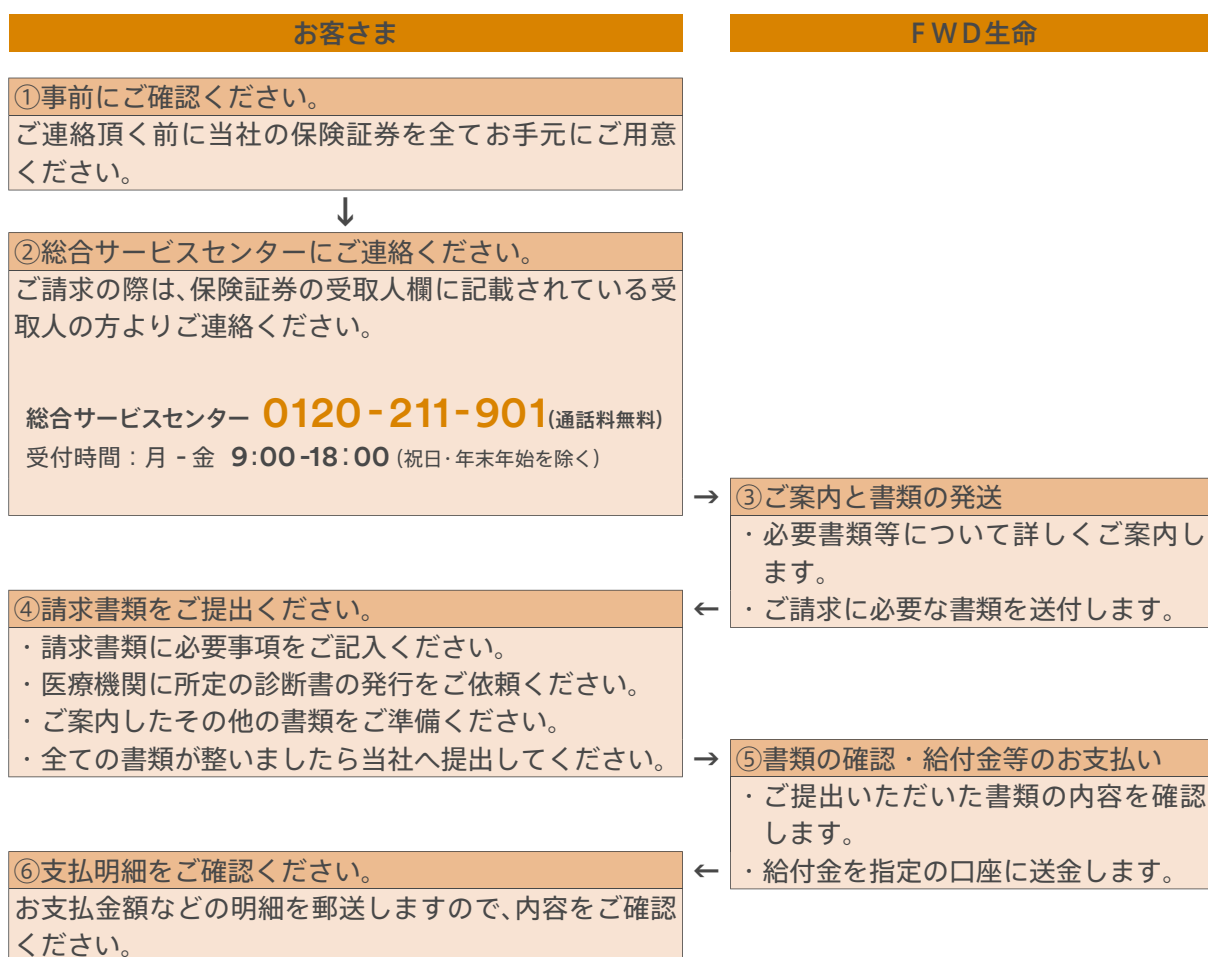 お客さま
FWD生命
①事前にご確認ください。
ご連絡頂く前に当社の保険証券を全てお手元にご用意
ください。
↓
②総合サービスセンターにご連絡ください。
ご請求の際は、保険証券の受取人欄に記載されている受
取人の方よりご連絡ください。
総合サービスセンター 0120-211-901(通話料無料)
受付時間：月-金 9:00-18:00(祝日・年末年始を除く)
→
③ご案内と書類の発送
・必要書類等について詳しくご案内し
ます。
・ご請求に必要な書類を送付します。
←
④請求書類をご提出ください。
・請求書類に必要事項をご記入ください。
・医療機関に所定の診断書の発行をご依頼ください。
・ご案内したその他の書類をご準備ください。
・全ての書類が整いましたら当社へ提出してください。
→
⑤書類の確認・給付金等のお支払い
・ご提出いただいた書類の内容を確認
します。
・給付金を指定の口座に送金します。
←
⑥支払明細をご確認ください。
お支払金額などの明細を郵送しますので、内容をご確認
ください。